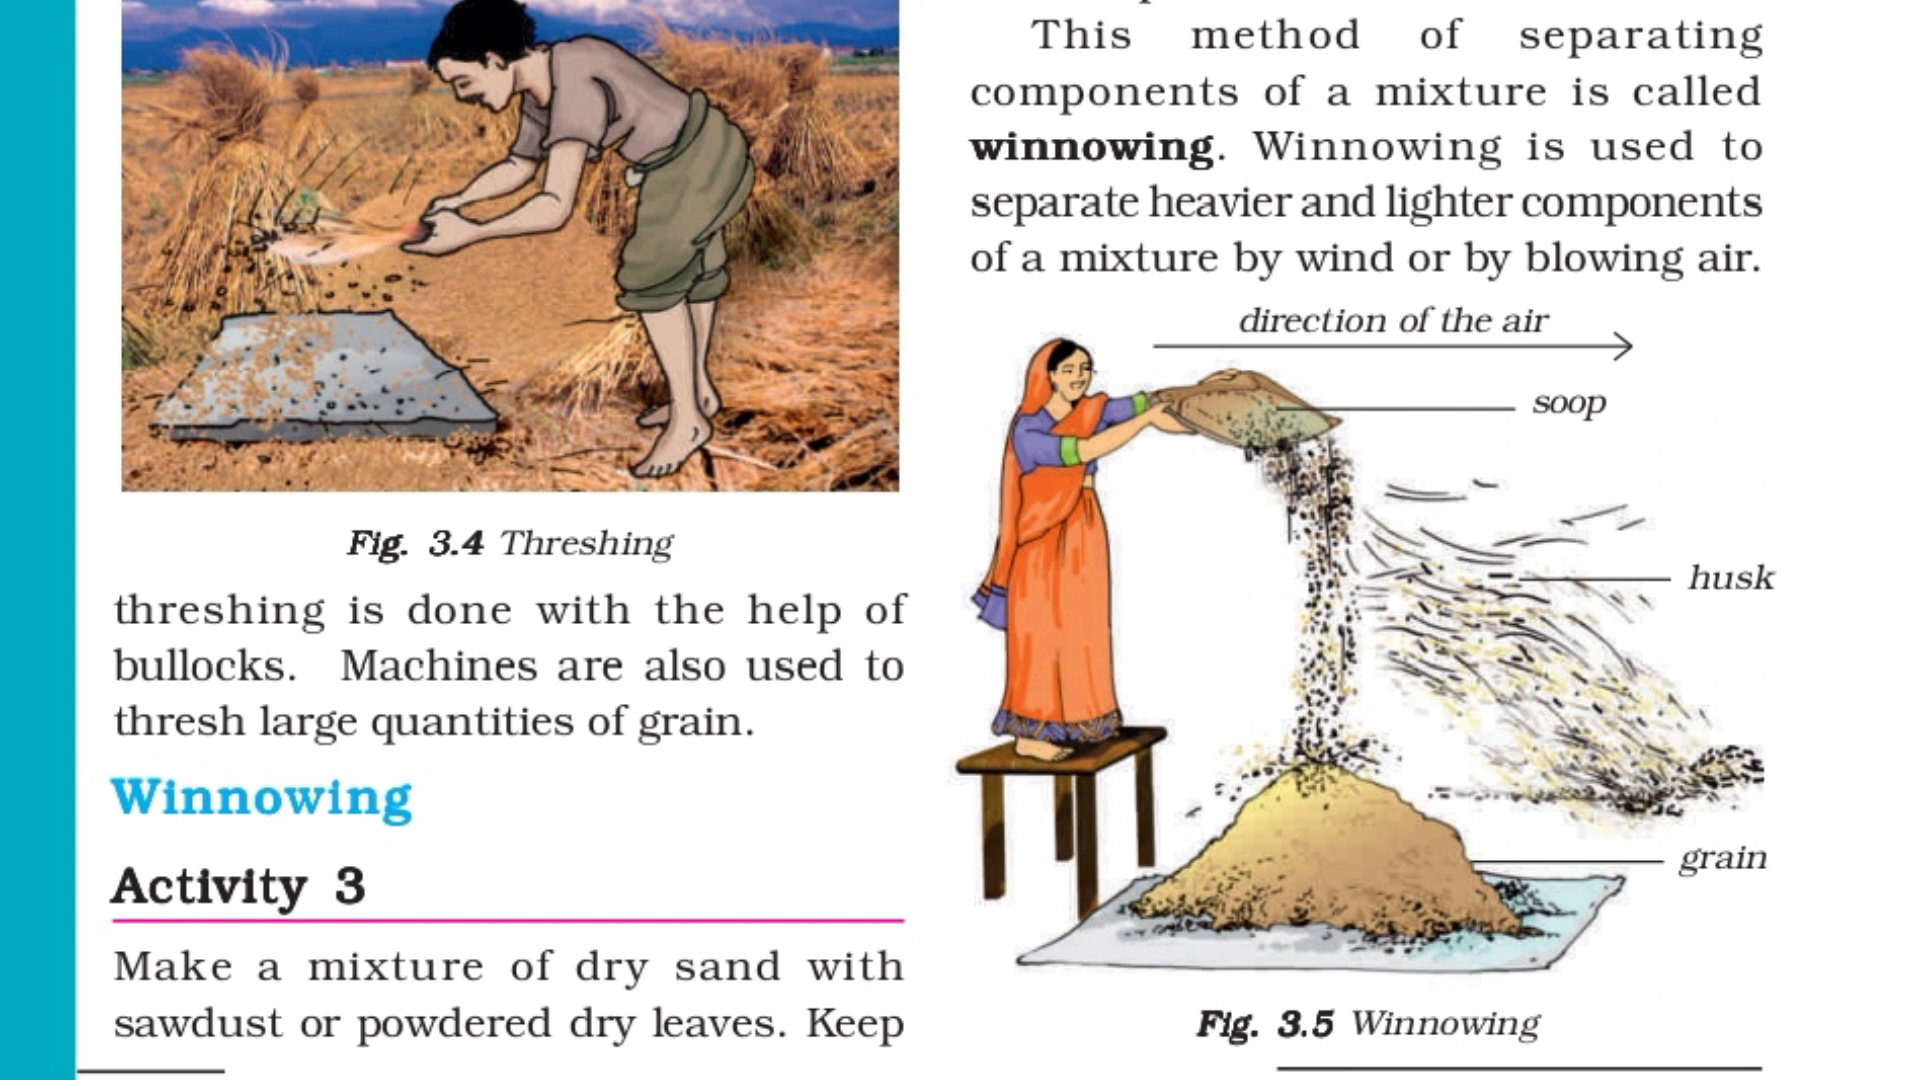 Fig. 3.4 Threshing
threshing is done with the help of
bullocks. Machines are also used to
thresh large quantities of grain.
Winnowing
Activity 3
Make a mixture of dry sand with
sawdust or powdered dry leaves. Keep
This method of separating
components of a mixture is called
winnowing. Winnowing is used to
separate heavier and lighter components
of a mixture by wind or by blowing air.
direction of the air
soop
husk
grain
Fig. 3.5 Winnowing